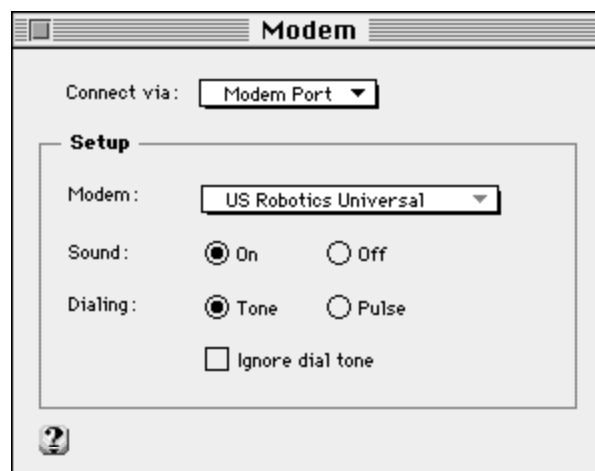 Modem
Connect via: Modem Port
Setup
Modem: US Robotics Universal
Sound: On Off
Dialing: Tone Pulse
Ignore dial tone
?